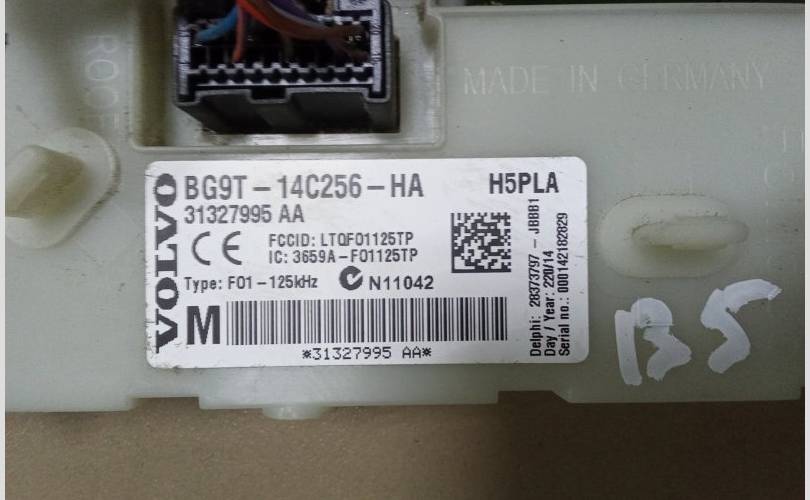 ROOF
MADE IN GERMANY
VOLVO
BG9T-14C256-HA H5PLA
31327995 AA
CE FCCID: LTQF01125TP
IC: 3659A-F01125TP
Type: F01-125kHz N11042
M
*31327995 AA*
Delphi: 28373797 - JBBB1
Day / Year: 220/14
Serial no.: 000142182829
B5